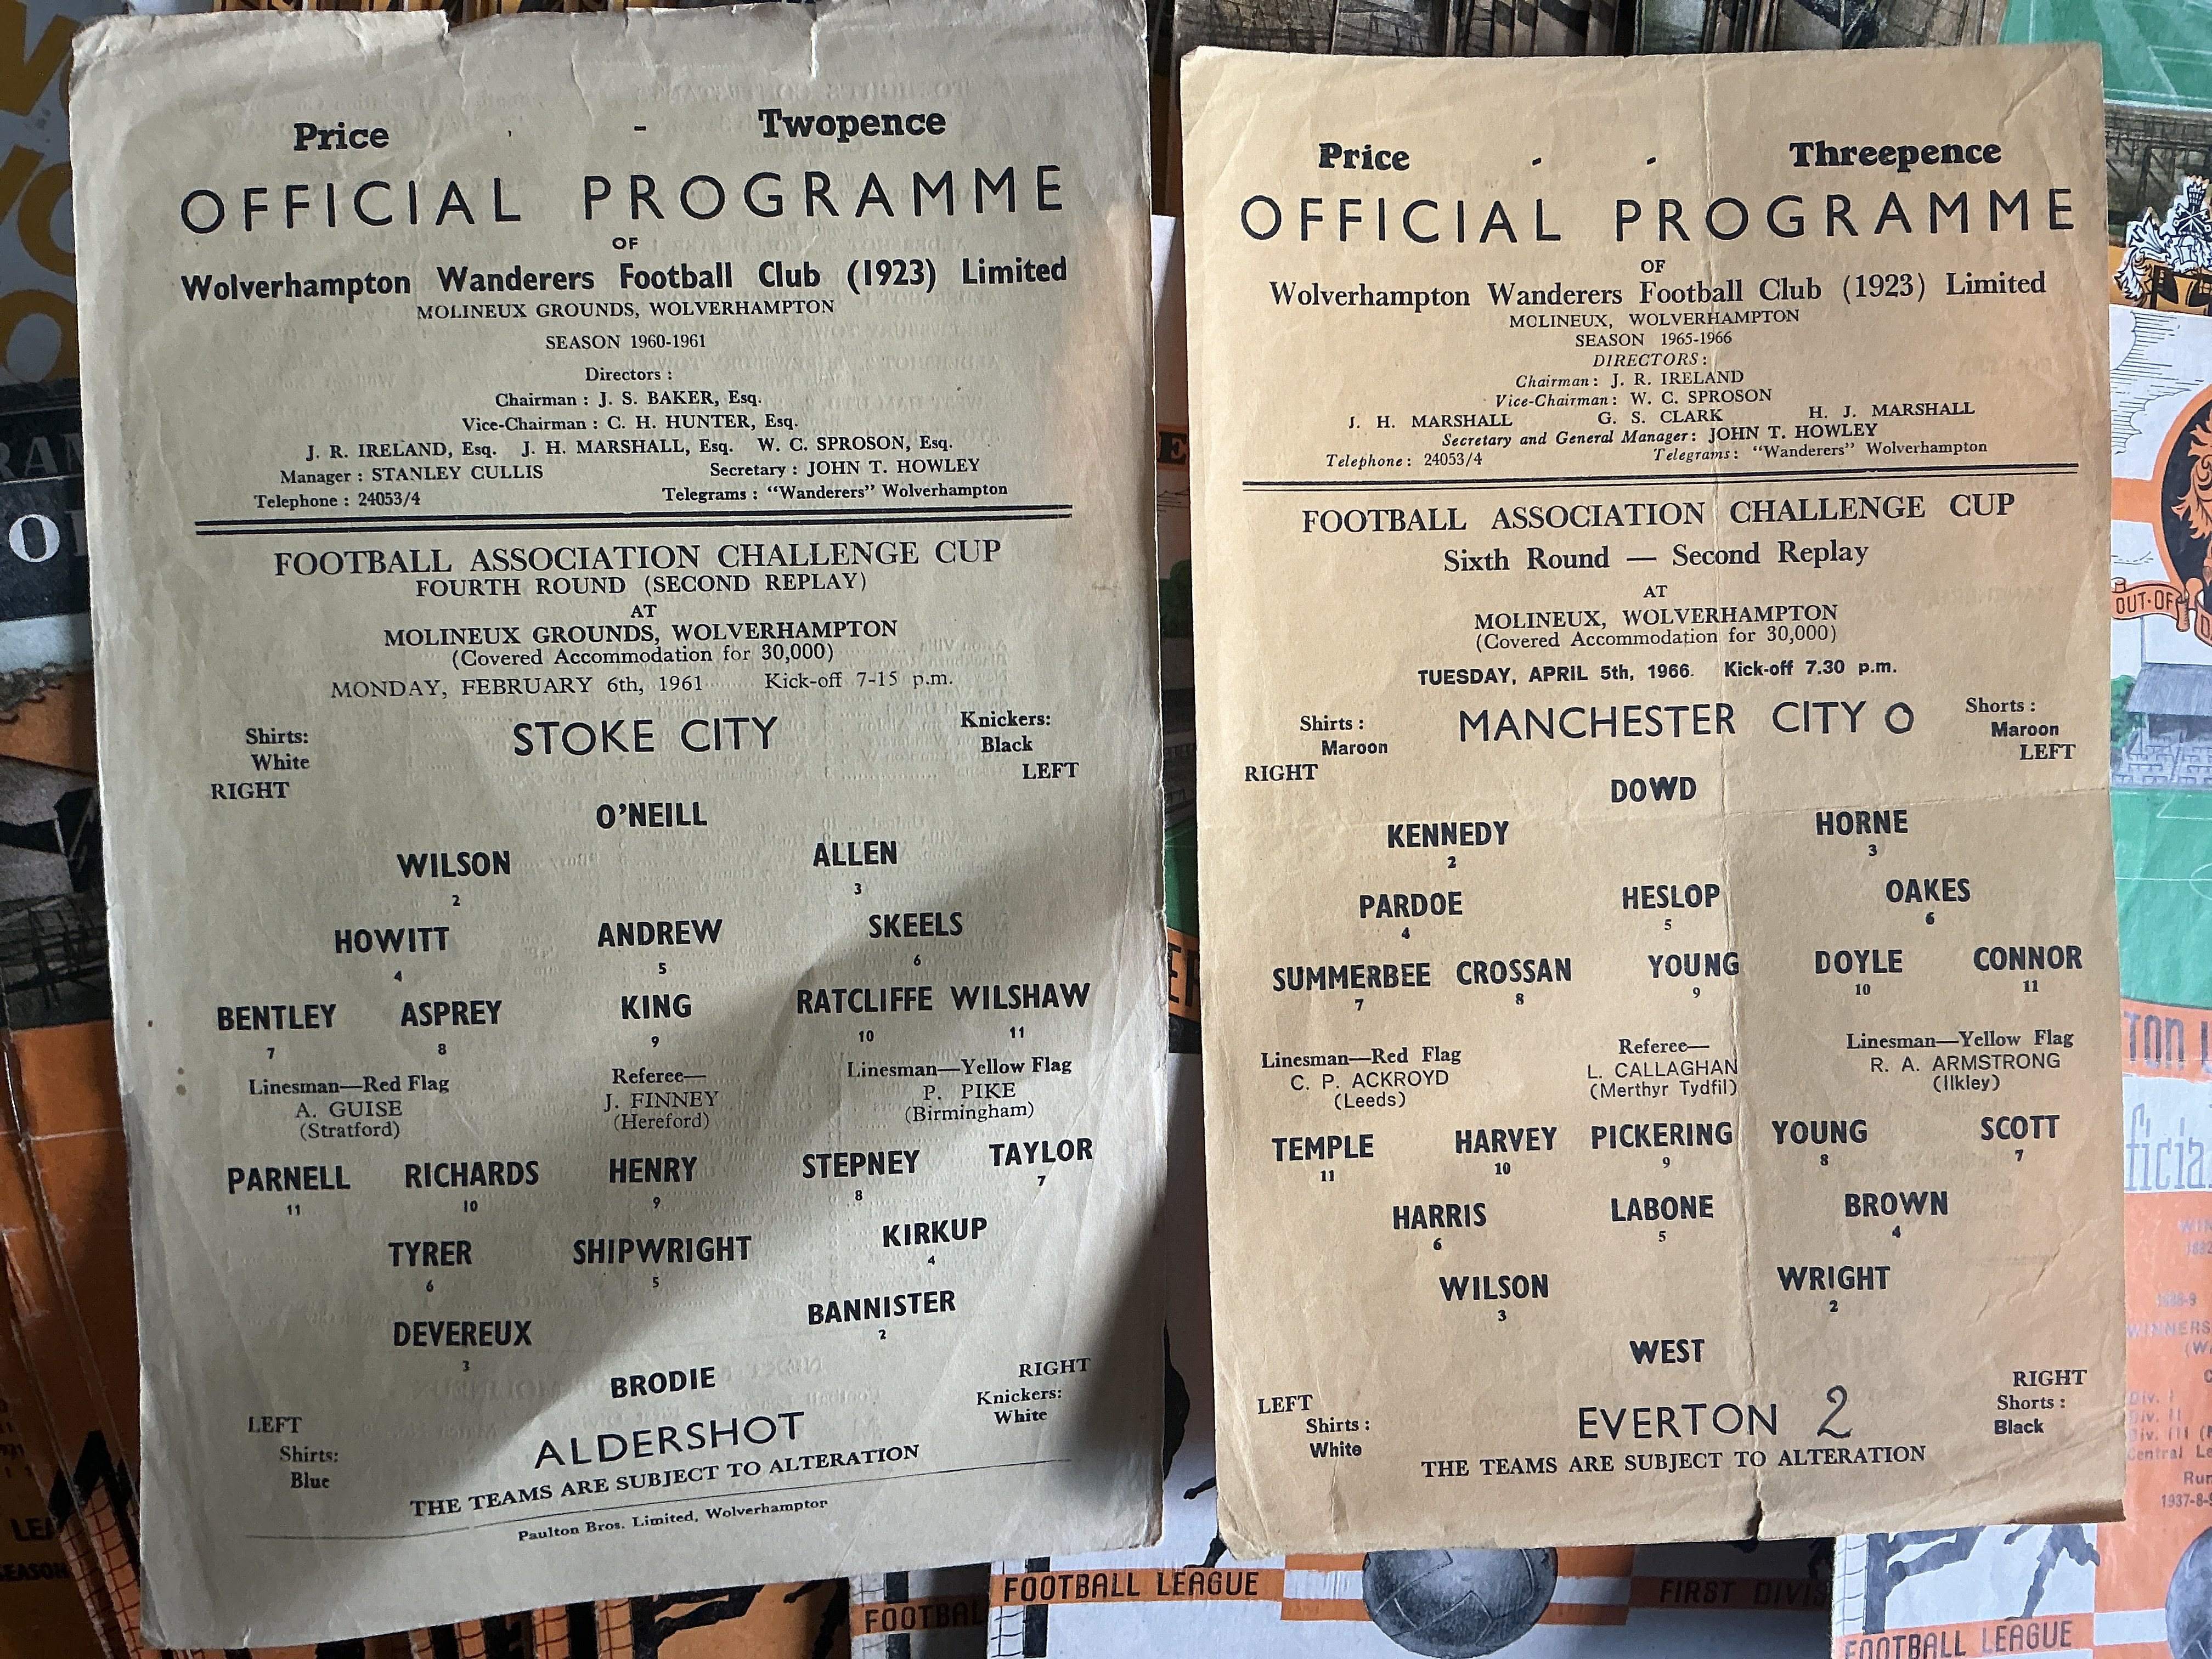 Price - Twopence
OFFICIAL PROGRAMME
OF
Wolverhampton Wanderers Football Club (1923) Limited
MOLINEUX GROUNDS, WOLVERHAMPTON
SEASON 1960-1961
Directors :
Chairman : J. S. BAKER, Esq.
Vice-Chairman : C. H. HUNTER, Esq.
J. R. IRELAND, Esq. J. H. MARSHALL, Esq. W. C. SPROSON, Esq.
Manager : STANLEY CULLIS Secretary : JOHN T. HOWLEY
Telephone : 24053/4 Telegrams : “Wanderers” Wolverhampton
FOOTBALL ASSOCIATION CHALLENGE CUP
FOURTH ROUND (SECOND REPLAY)
AT
MOLINEUX GROUNDS, WOLVERHAMPTON
(Covered Accommodation for 30,000)
MONDAY, FEBRUARY 6th, 1961 Kick-off 7-15 p.m.
Shirts: STOKE CITY Knickers:
White Black
RIGHT LEFT
O'NEILL
WILSON ALLEN
2 3
HOWITT ANDREW SKEELS
4 5 6
BENTLEY ASPREY KING RATCLIFFE WILSHAW
7 8 9 10 11
Linesman—Red Flag Referee— Linesman—Yellow Flag
A. GUISE J. FINNEY P. PIKE
(Stratford) (Hereford) (Birmingham)
PARNELL RICHARDS HENRY STEPNEY TAYLOR
11 10 9 8 7
TYRER SHIPWRIGHT KIRKUP
6 5 4
DEVEREUX BANNISTER
3 2
BRODIE
LEFT RIGHT
Shirts: ALDERSHOT Knickers:
Blue White
THE TEAMS ARE SUBJECT TO ALTERATION
Paulton Bros. Limited, Wolverhampton
Price - - Threepence
OFFICIAL PROGRAMME
OF
Wolverhampton Wanderers Football Club (1923) Limited
MOLINEUX, WOLVERHAMPTON
SEASON 1965-1966
DIRECTORS:
Chairman: J. R. IRELAND
Vice-Chairman: W. C. SPROSON
J. H. MARSHALL G. S. CLARK H. J. MARSHALL
Secretary and General Manager: JOHN T. HOWLEY
Telephone: 24053/4 Telegrams: “Wanderers” Wolverhampton
FOOTBALL ASSOCIATION CHALLENGE CUP
Sixth Round — Second Replay
AT
MOLINEUX, WOLVERHAMPTON
(Covered Accommodation for 30,000)
TUESDAY, APRIL 5th, 1966. Kick-off 7.30 p.m.
Shirts : MANCHESTER CITY 0 Shorts :
Maroon Maroon
RIGHT LEFT
DOWD
KENNEDY HORNE
2 3
PARDOE HESLOP OAKES
4 5 6
SUMMERBEE CROSSAN YOUNG DOYLE CONNOR
7 8 9 10 11
Linesman—Red Flag Referee— Linesman—Yellow Flag
C. P. ACKROYD L. CALLAGHAN R. A. ARMSTRONG
(Leeds) (Merthyr Tydfil) (Ilkley)
TEMPLE HARVEY PICKERING YOUNG SCOTT
11 10 9 8 7
HARRIS LABONE BROWN
6 5 4
WILSON WRIGHT
3 2
WEST
LEFT RIGHT
Shirts : EVERTON 2 Shorts :
White Black
THE TEAMS ARE SUBJECT TO ALTERATION
OUT·OF
FOOTBALL LEAGUE
FIRST
FOOTBALL LEAGUE
1937-8-9
Central